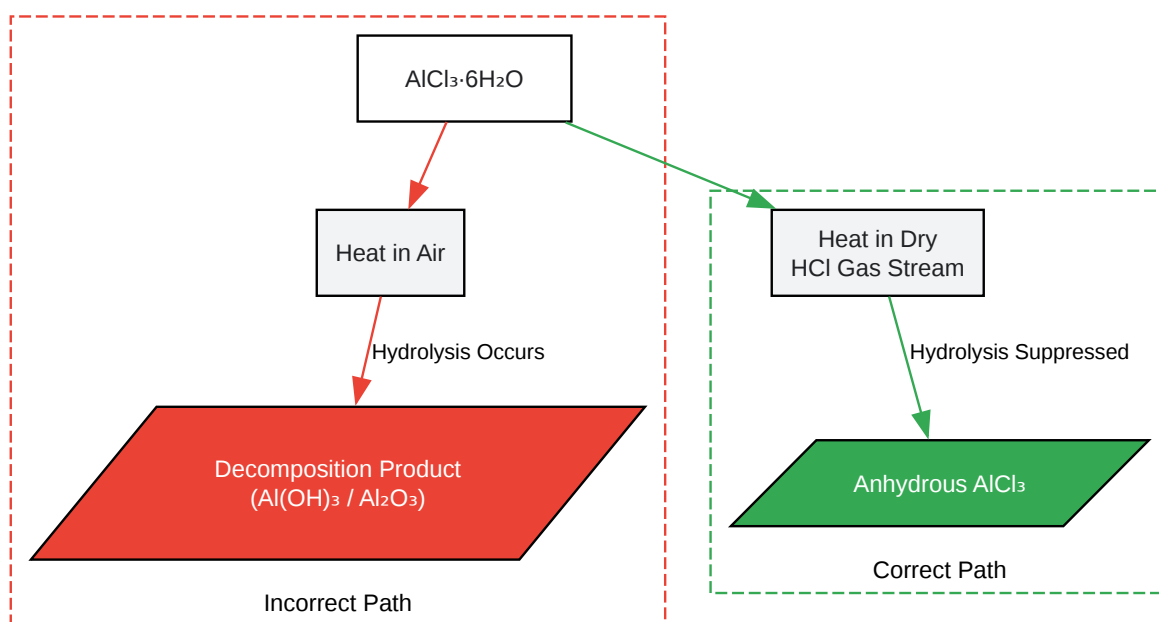 AlCl₃·6H₂O
Heat in Air
Heat in Dry
HCl Gas Stream
Hydrolysis Occurs
Hydrolysis Suppressed
Decomposition Product
(Al(OH)₃ / Al₂O₃)
Anhydrous AlCl₃
Correct Path
Incorrect Path